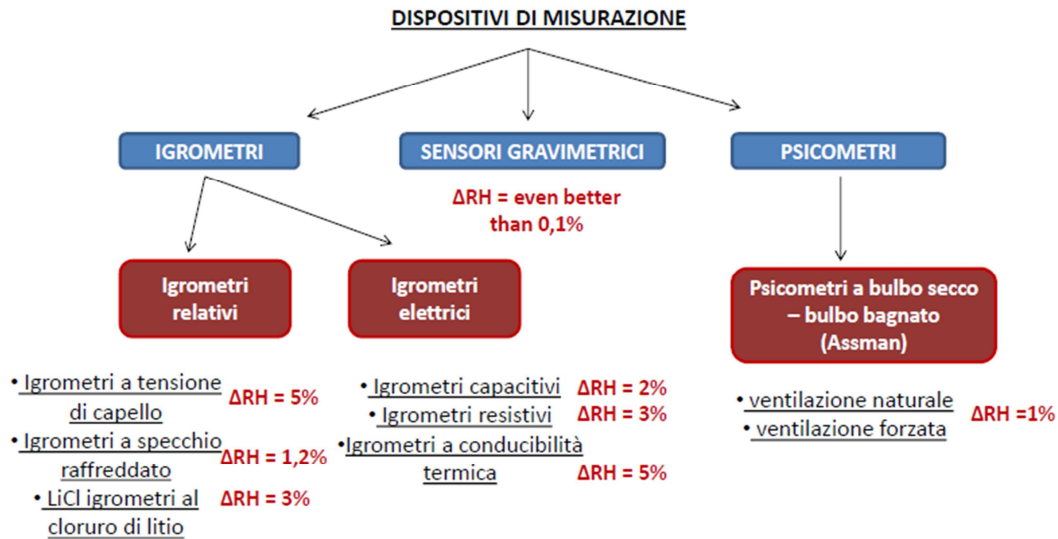 DISPOSITIVI DI MISURAZIONE
IGROMETRI
SENSORI GRAVIMETRICI
PSICOMETRI
ΔRH = even better
than 0,1%
Igrometri
relativi
Igrometri
elettrici
Psicometri a bulbo secco
– bulbo bagnato
(Assman)
• Igrometri a tensione
di capello
ΔRH = 5%
• Igrometri a specchio
raffreddato
ΔRH = 1,2%
• LiCl igrometri al
cloruro di litio
ΔRH = 3%
• Igrometri capacitivi
ΔRH = 2%
• Igrometri resistivi
ΔRH = 3%
•Igrometri a conducibilità
termica
ΔRH = 5%
• ventilazione naturale
• ventilazione forzata
ΔRH =1%